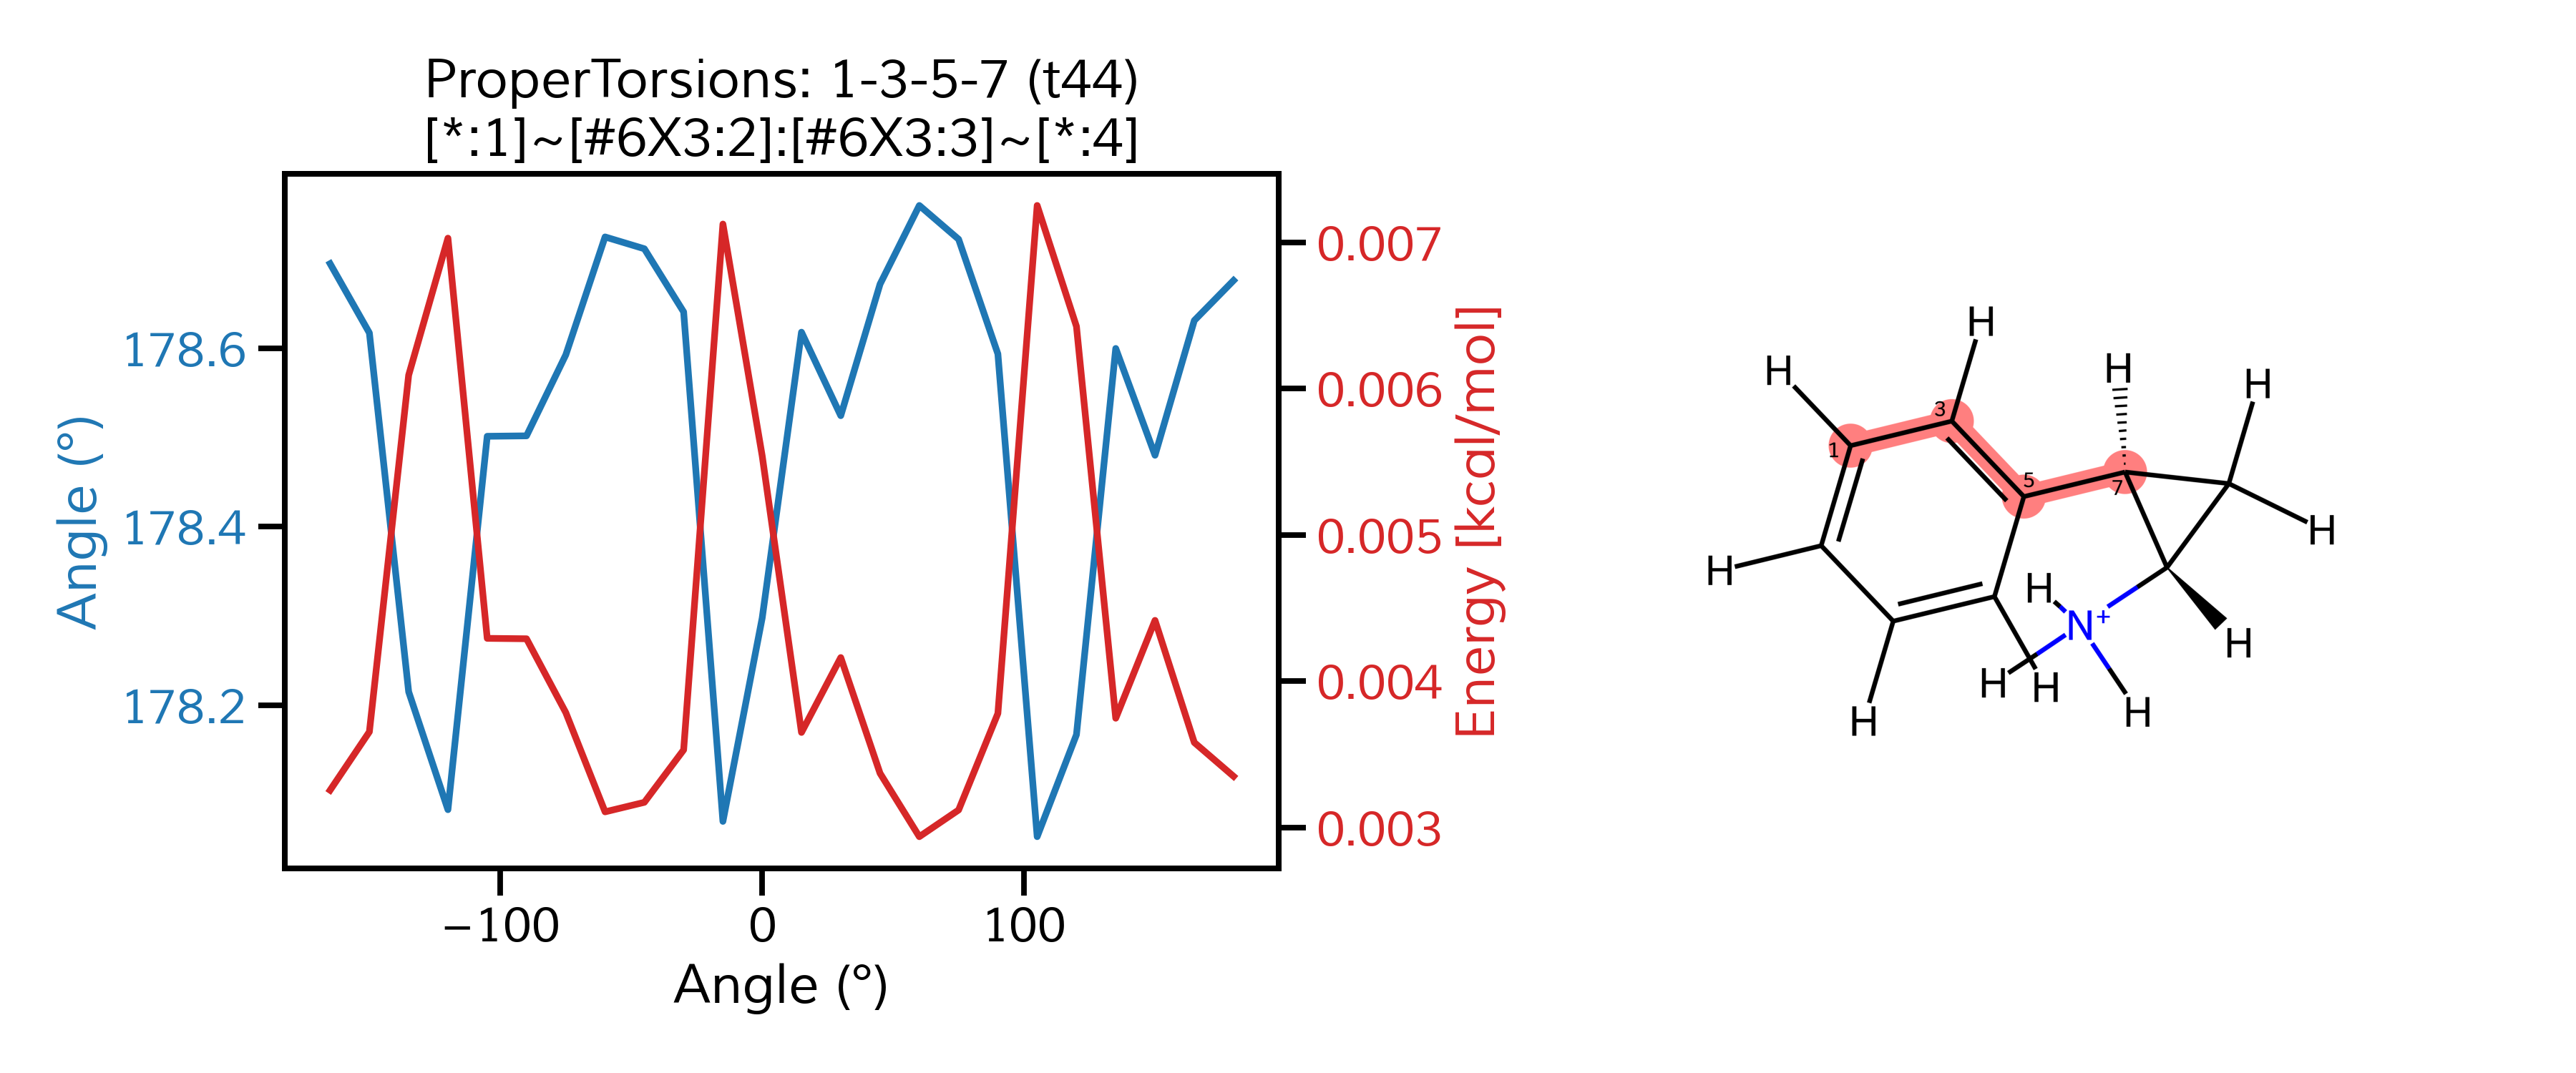 ProperTorsions: 1-3-5-7 (t44)
[*:1]~[#6X3:2]:[#6X3:3]~[*:4]
Angle (°)
178.6
178.4
178.2
−100
0
100
Angle (°)
0.007
0.006
0.005
0.004
0.003
Energy [kcal/mol]
H
H
H
H
3
1
5
7
H
H
H
N+
H
H
H
H
H